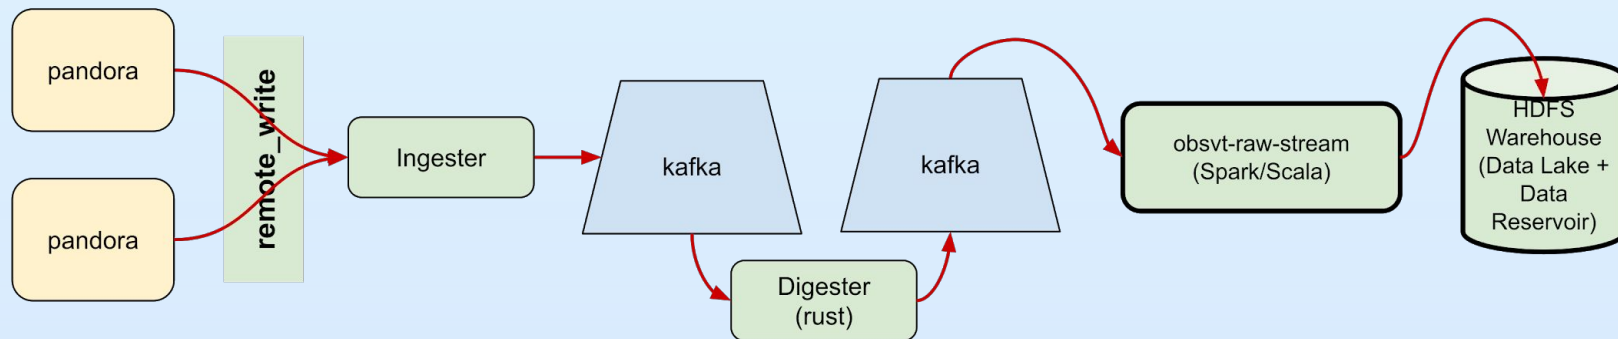 pandora
pandora
remote_write
Ingester
kafka
Digester
(rust)
kafka
obsvt-raw-stream
(Spark/Scala)
HDFS
Warehouse
(Data Lake +
Data
Reservoir)